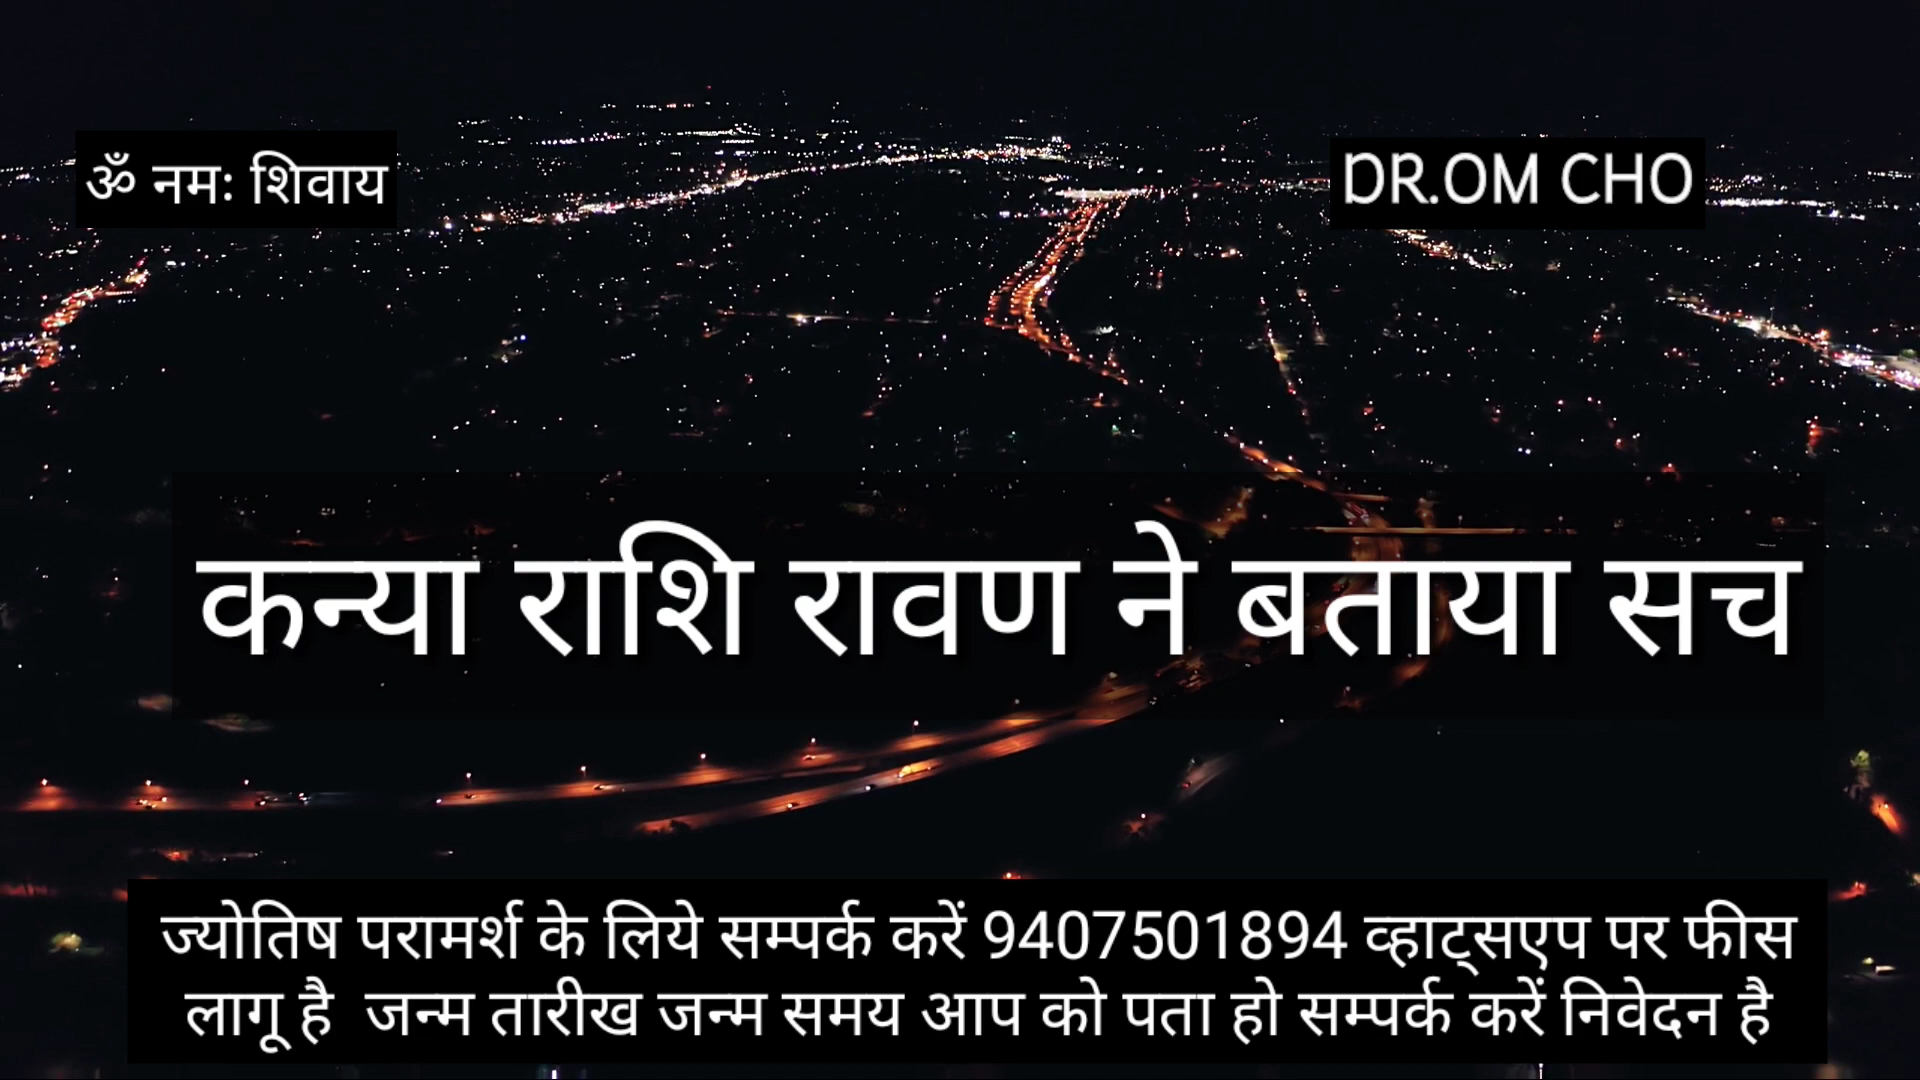 ॐ नमः शिवाय
DR.OM CHO
कन्या राशि रावण ने बताया सच
ज्योतिष परामर्श के लिये सम्पर्क करें 9407501894 व्हाट्सएप पर फीस
लागू है जन्म तारीख जन्म समय आप को पता हो सम्पर्क करें निवेदन है